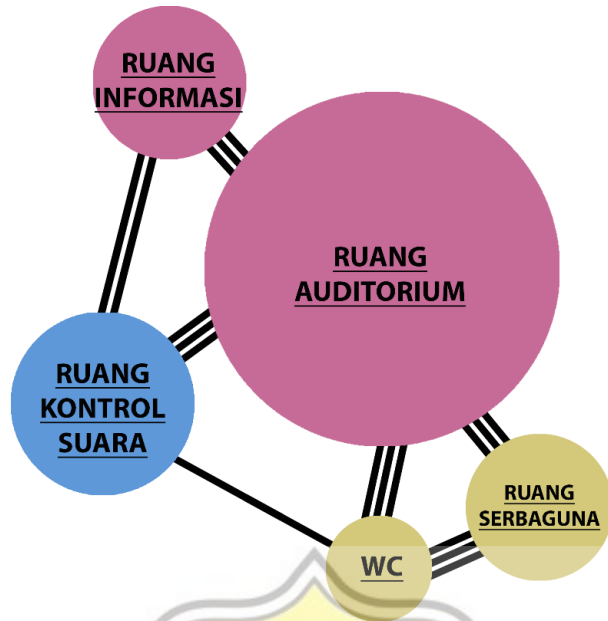 RUANG
INFORMASI
RUANG
AUDITORIUM
RUANG
KONTROL
SUARA
RUANG
SERBAGUNA
WC